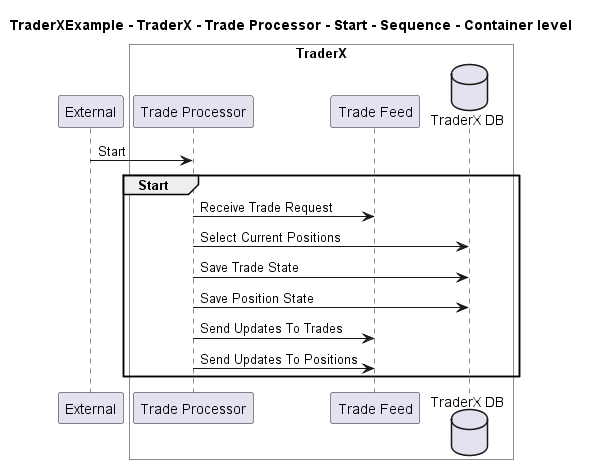 TraderXExample - TraderX - Trade Processor - Start - Sequence - Container level
TraderX
External
Trade Processor
Trade Feed
TraderX DB
Start
Start
Receive Trade Request
Select Current Positions
Save Trade State
Save Position State
Send Updates To Trades
Send Updates To Positions
External
Trade Processor
Trade Feed
TraderX DB